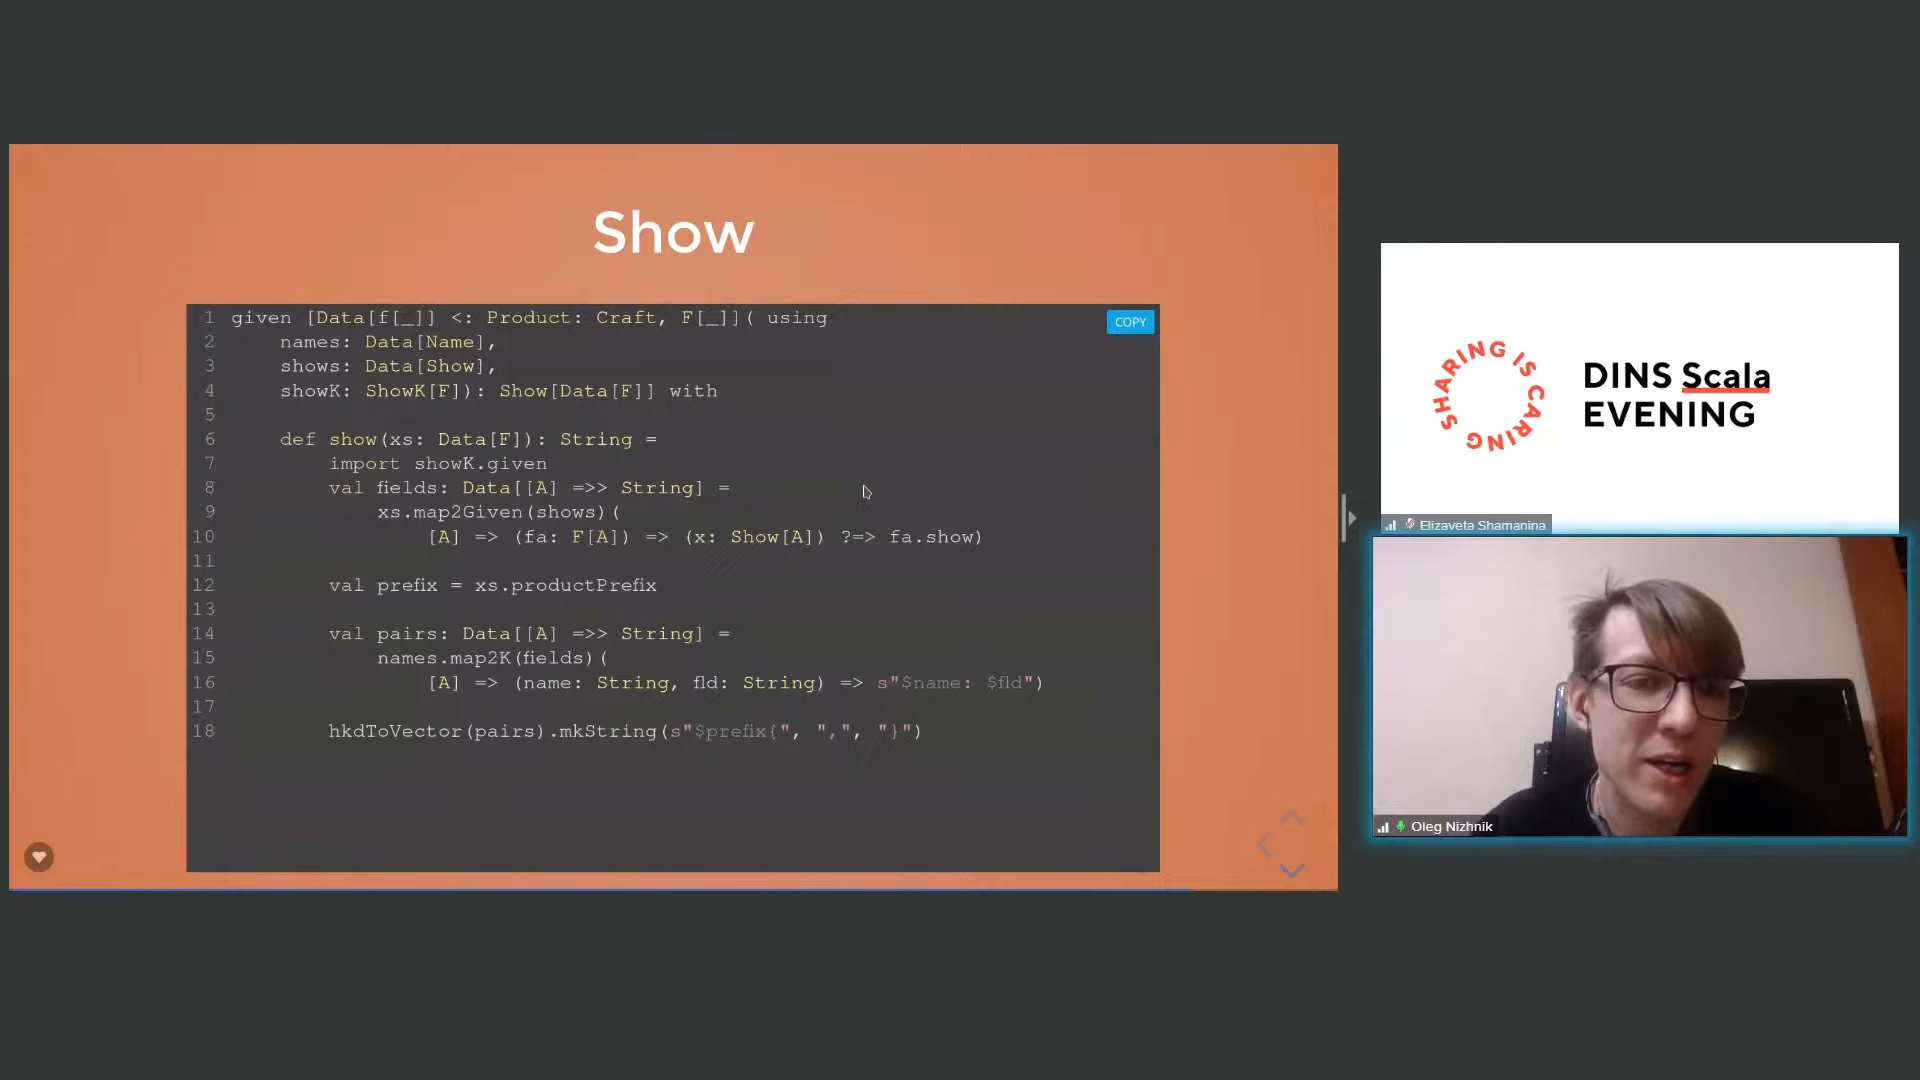 Show
1 given [Data[f[_]] <: Product: Craft, F[_]]( using
2 names: Data[Name],
3 shows: Data[Show],
4 showK: ShowK[F]): Show[Data[F]] with
5
6 def show(xs: Data[F]): String =
7 import showK.given
8 val fields: Data[[A] =>> String] =
9 xs.map2Given(shows)(
10 [A] => (fa: F[A]) => (x: Show[A]) ?=> fa.show)
11
12 val prefix = xs.productPrefix
13
14 val pairs: Data[[A] =>> String] =
15 names.map2K(fields)(
16 [A] => (name: String, fld: String) => s"$name: $fld")
17
18 hkdToVector(pairs).mkString(s"$prefix{", ",", "}")
COPY
SHARING IS CARING
DINS Scala
EVENING
Elizaveta Shamanina
Oleg Nizhnik